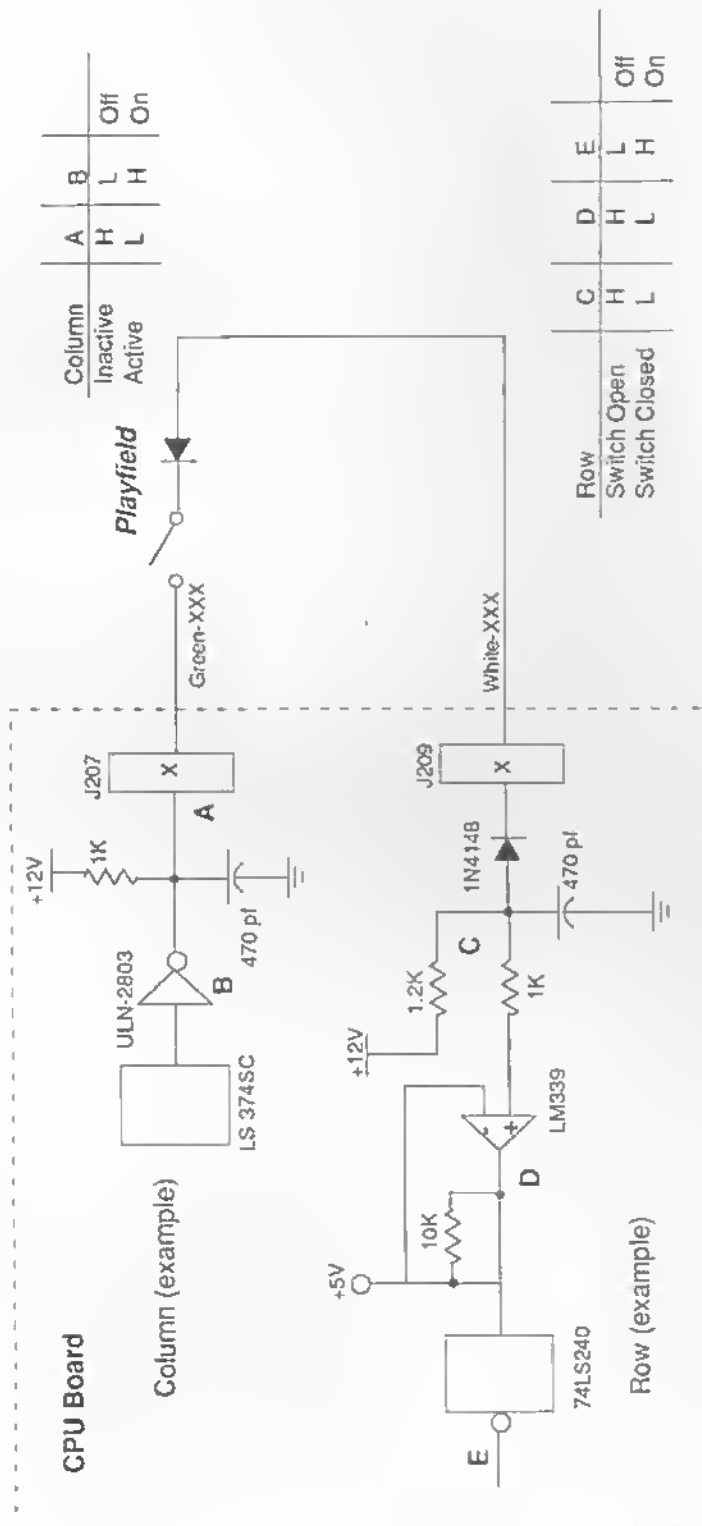 CPU Board
Column (example)
LS 374SC
ULN-2803
B
+12V
1K
470 pf
A
J207
X
Green-XXX
Playfield
Column A B
Inactive H L Off
Active L H On
Row (example)
E
74LS240
+5V
10K
D
-
+
LM339
+12V
1.2K
C
1K
1N4148
470 pf
J209
X
White-XXX
Row C D E
Switch Open H H L Off
Switch Closed L L H On